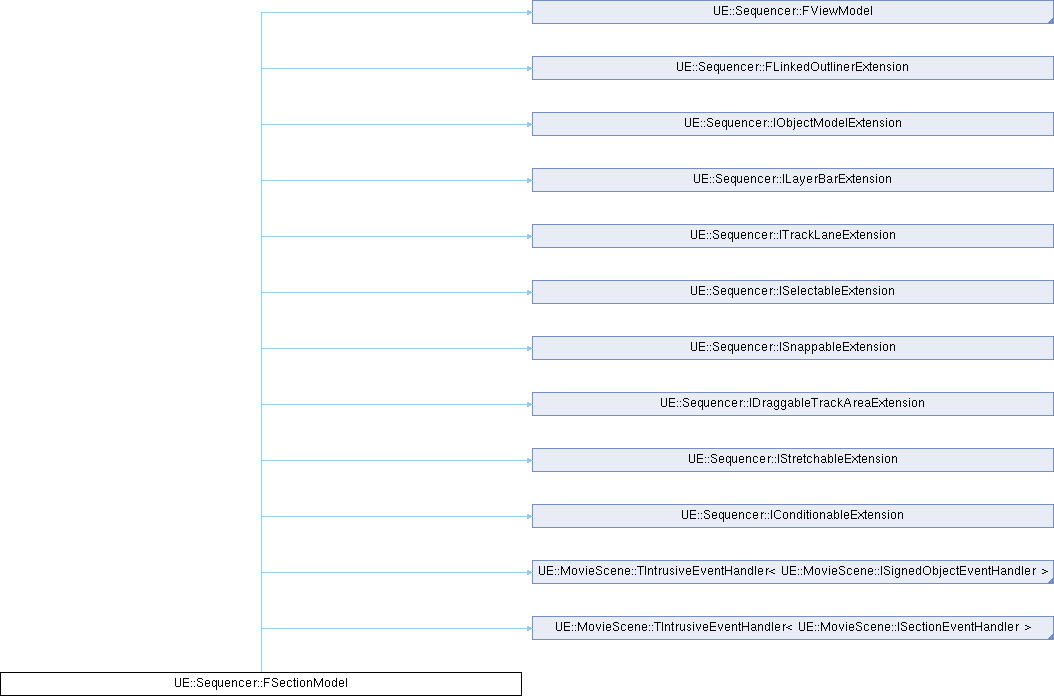 UE::Sequencer::FViewModel
UE::Sequencer::FLinkedOutlinerExtension
UE::Sequencer::IObjectModelExtension
UE::Sequencer::ILayerBarExtension
UE::Sequencer::ITrackLaneExtension
UE::Sequencer::ISelectableExtension
UE::Sequencer::ISnappableExtension
UE::Sequencer::IDraggableTrackAreaExtension
UE::Sequencer::IStretchableExtension
UE::Sequencer::IConditionableExtension
UE::MovieScene::TIntrusiveEventHandler< UE::MovieScene::ISignedObjectEventHandler >
UE::MovieScene::TIntrusiveEventHandler< UE::MovieScene::ISectionEventHandler >
UE::Sequencer::FSectionModel